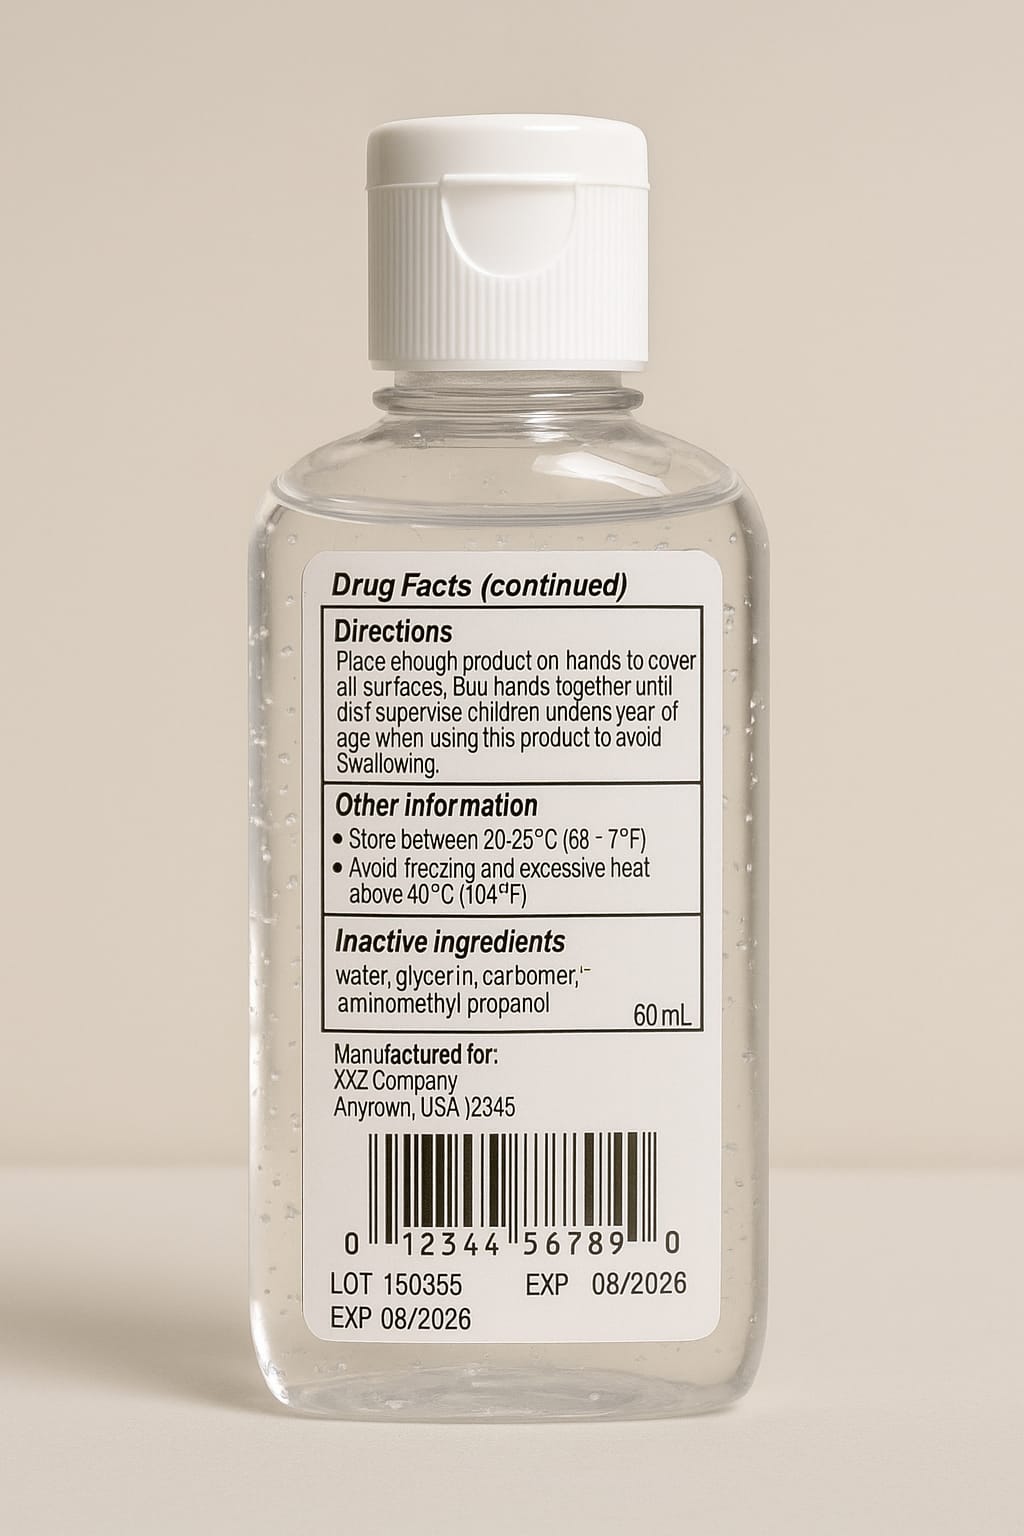 Drug Facts (continued)
Directions
Place ehough product on hands to cover
all surfaces, Buu hands together until
disf supervise children undens year of
age when using this product to avoid
Swallowing.
Other information
• Store between 20-25°C (68 - 7°F)
• Avoid freczing and excessive heat
above 40°C (104°F)
Inactive ingredients
water, glycerin, carbomer,
aminomethyl propanol
60 mL
Manufactured for:
XXZ Company
Anyrown, USA )2345
0 12344 56789 0
LOT 150355 EXP 08/2026
EXP 08/2026